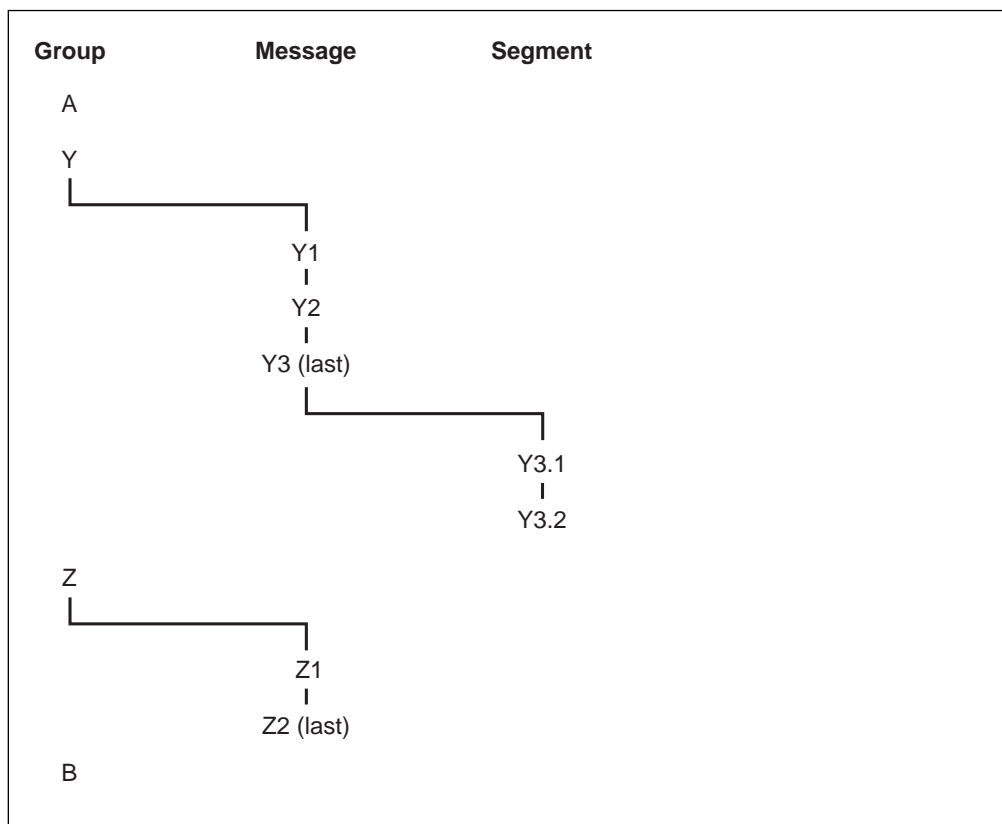 Group Message Segment
A
Y
Y1
Y2
Y3 (last)
Y3.1
Y3.2
Z
Z1
Z2 (last)
B